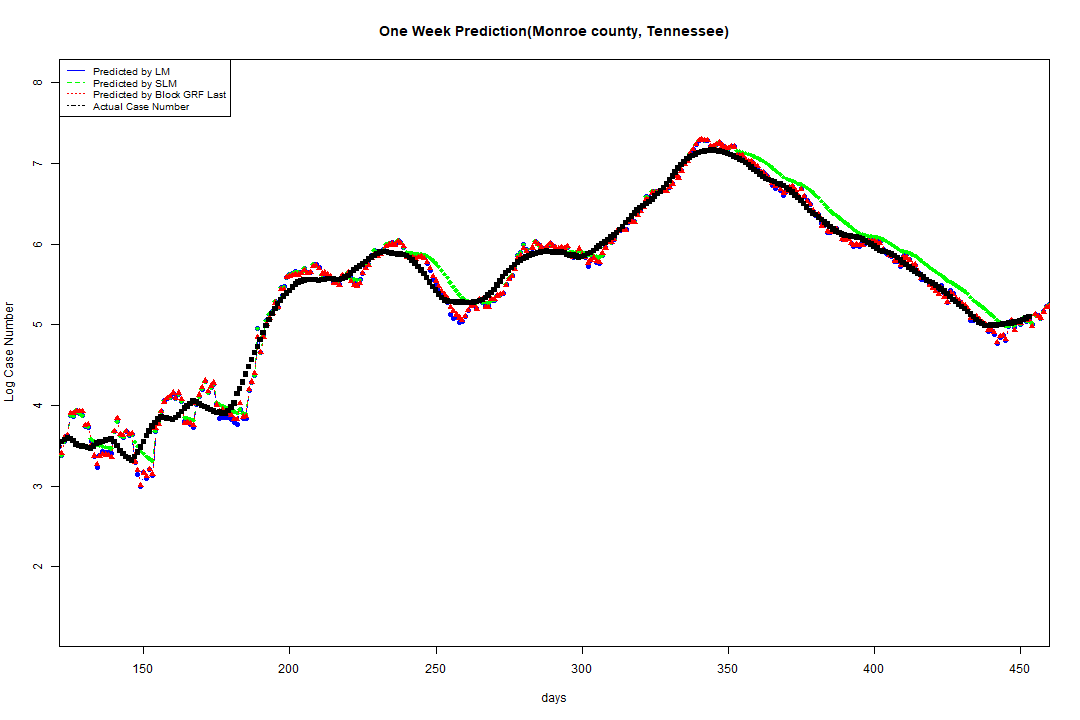 One Week Prediction(Monroe county, Tennessee)
Predicted by LM
Predicted by SLM
Predicted by Block GRF Last
Actual Case Number
8
7
6
5
4
3
2
Log Case Number
150 200 250 300 350 400 450
days